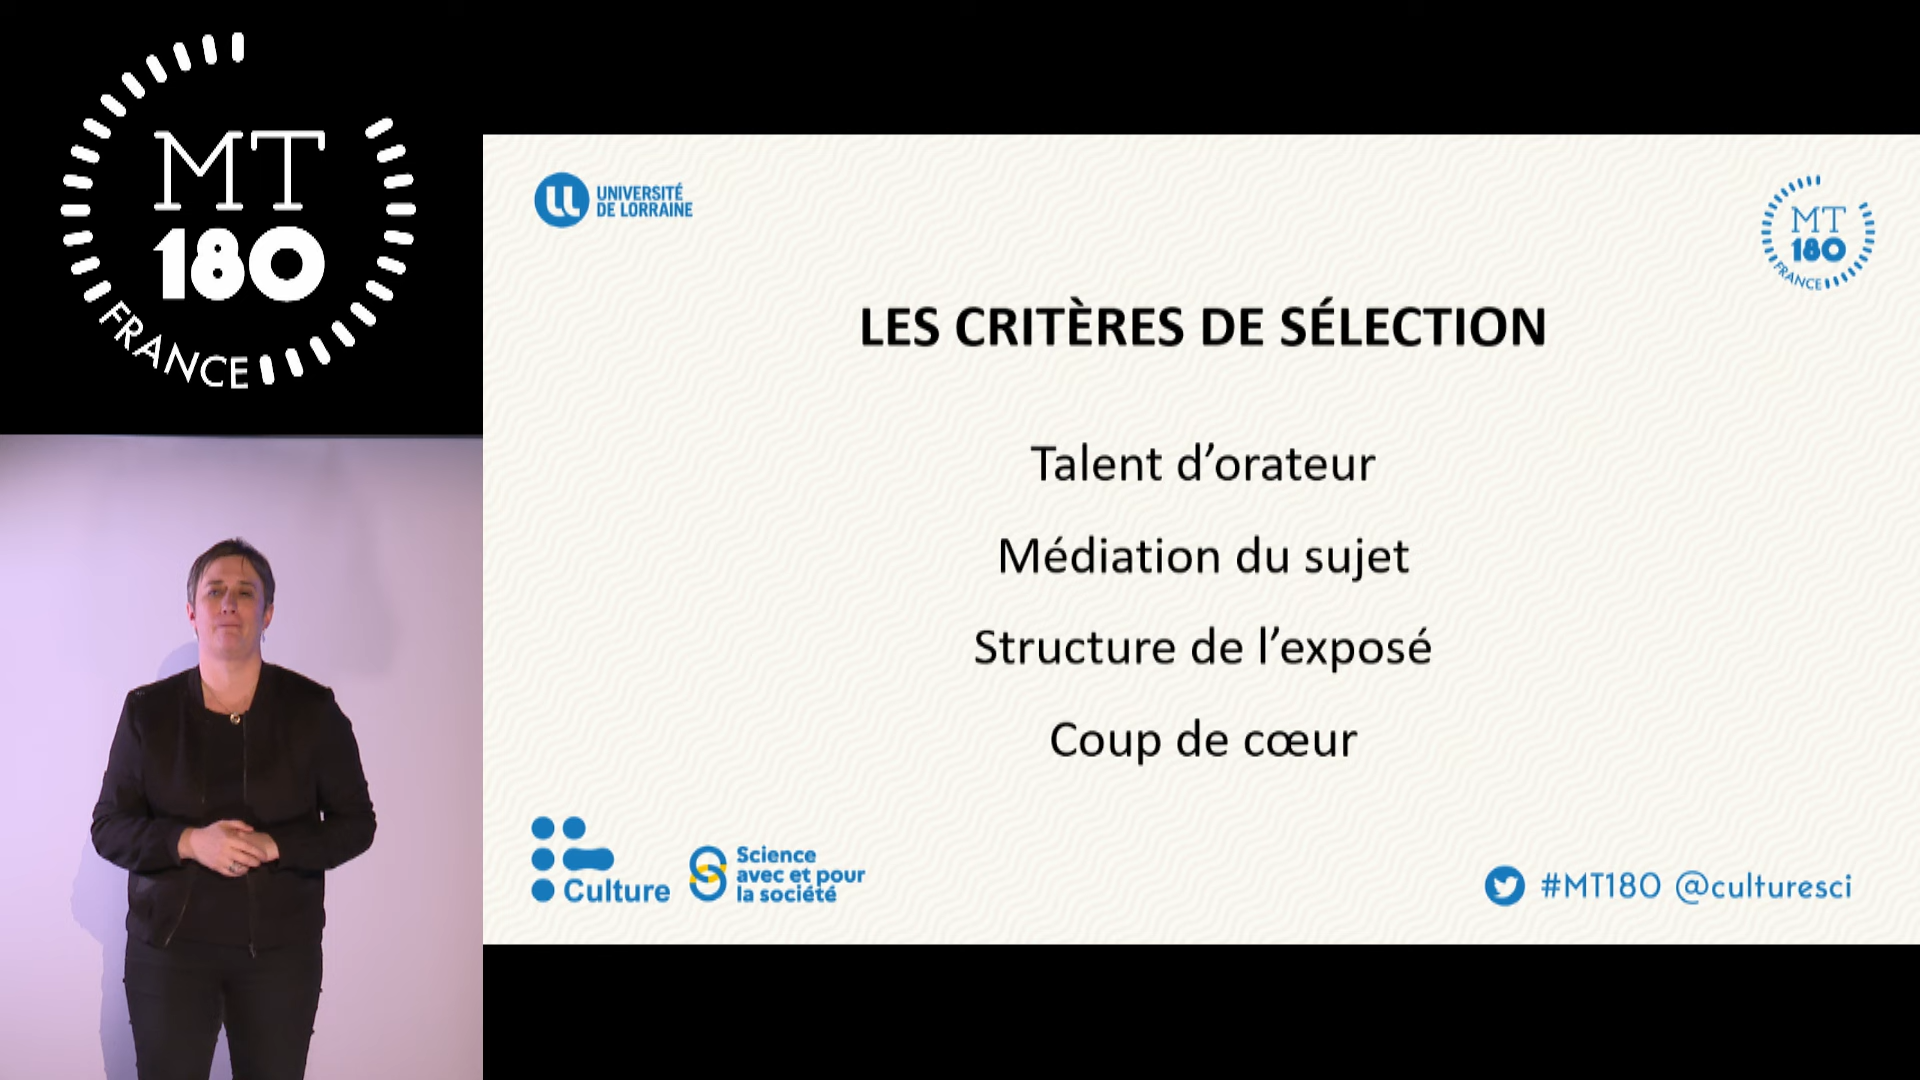 MT
180
FRANCE
UNIVERSITÉ
DE LORRAINE
MT
180
FRANCE
LES CRITÈRES DE SÉLECTION
Talent d’orateur
Médiation du sujet
Structure de l’exposé
Coup de cœur
Culture
Science
avec et pour
la société
#MT180 @culturesci